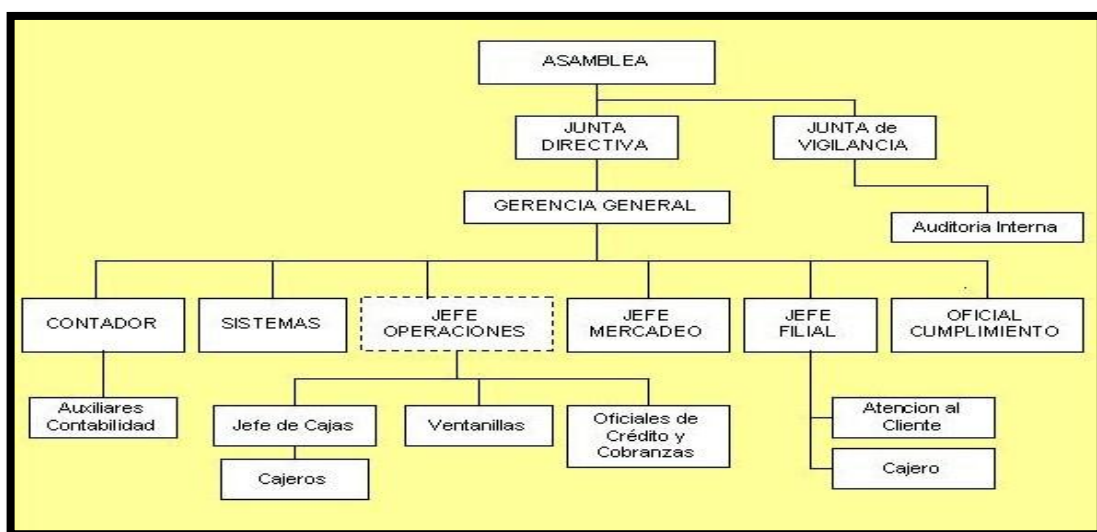 ASAMBLEA
JUNTA
DIRECTIVA
JUNTA de
VIGILANCIA
GERENCIA GENERAL
Auditoria Interna
CONTADOR
SISTEMAS
JEFE
OPERACIONES
JEFE
MERCADEO
JEFE
FILIAL
OFICIAL
CUMPLIMIENTO
Auxiliares
Contabilidad
Jefe de Cajas
Ventanillas
Oficiales de
Crédito y
Cobranzas
Atencion al
Cliente
Cajeros
Cajero